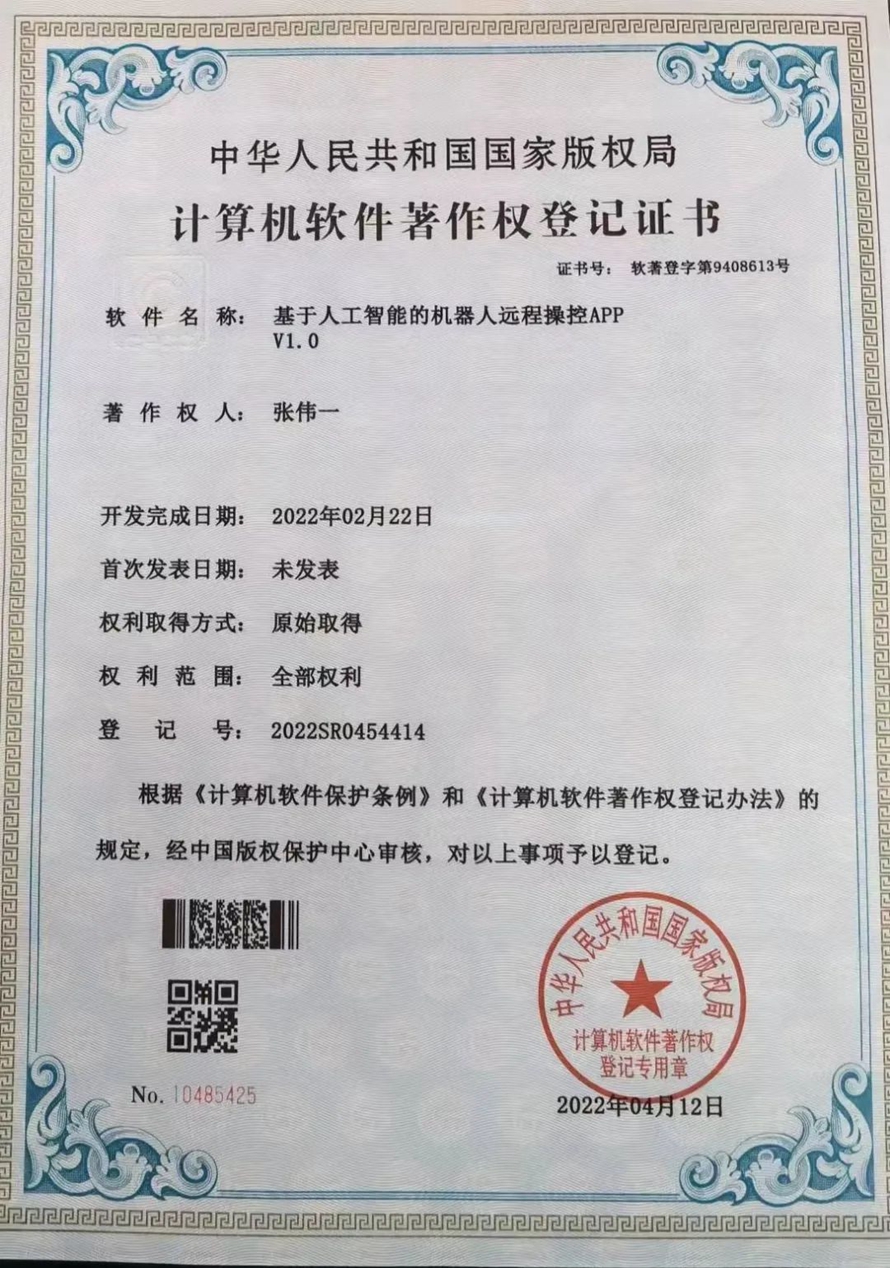 中华人民共和国国家版权局
计算机软件著作权登记证书
证书号： 软著登字第9408613号
软件名称： 基于人工智能的机器人远程操控APP
V1.0
著作权人： 张伟一
开发完成日期： 2022年02月22日
首次发表日期： 未发表
权利取得方式： 原始取得
权利范围： 全部权利
登记号： 2022SR0454414
根据《计算机软件保护条例》和《计算机软件著作权登记办法》的
规定，经中国版权保护中心审核，对以上事项予以登记。
中华人民共和国国家版权局
计算机软件著作权
登记专用章
No. 10485425
2022年04月12日